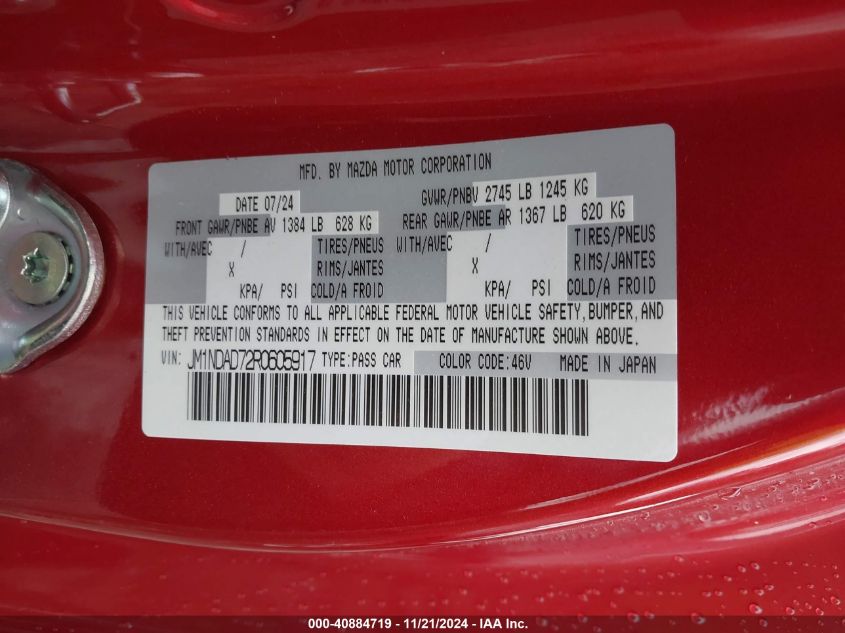 MFD. BY MAZDA MOTOR CORPORATION
DATE 07/24 GVWR/PNBV 2745 LB 1245 KG
FRONT GAWR/PNBE AV 1384 LB 628 KG REAR GAWR/PNBE AR 1367 LB 620 KG
WITH/AVEC / TIRES/PNEUS WITH/AVEC / TIRES/PNEUS
X RIMS/JANTES X RIMS/JANTES
KPA/ PSI COLD/A FROID KPA/ PSI COLD/A FROID
THIS VEHICLE CONFORMS TO ALL APPLICABLE FEDERAL MOTOR VEHICLE SAFETY, BUMPER, AND
THEFT PREVENTION STANDARDS IN EFFECT ON THE DATE OF MANUFACTURE SHOWN ABOVE.
VIN: JM1NDAD72R0605917 TYPE:PASS CAR COLOR CODE:46V MADE IN JAPAN
000-40884719 - 11/21/2024 - IAA Inc.